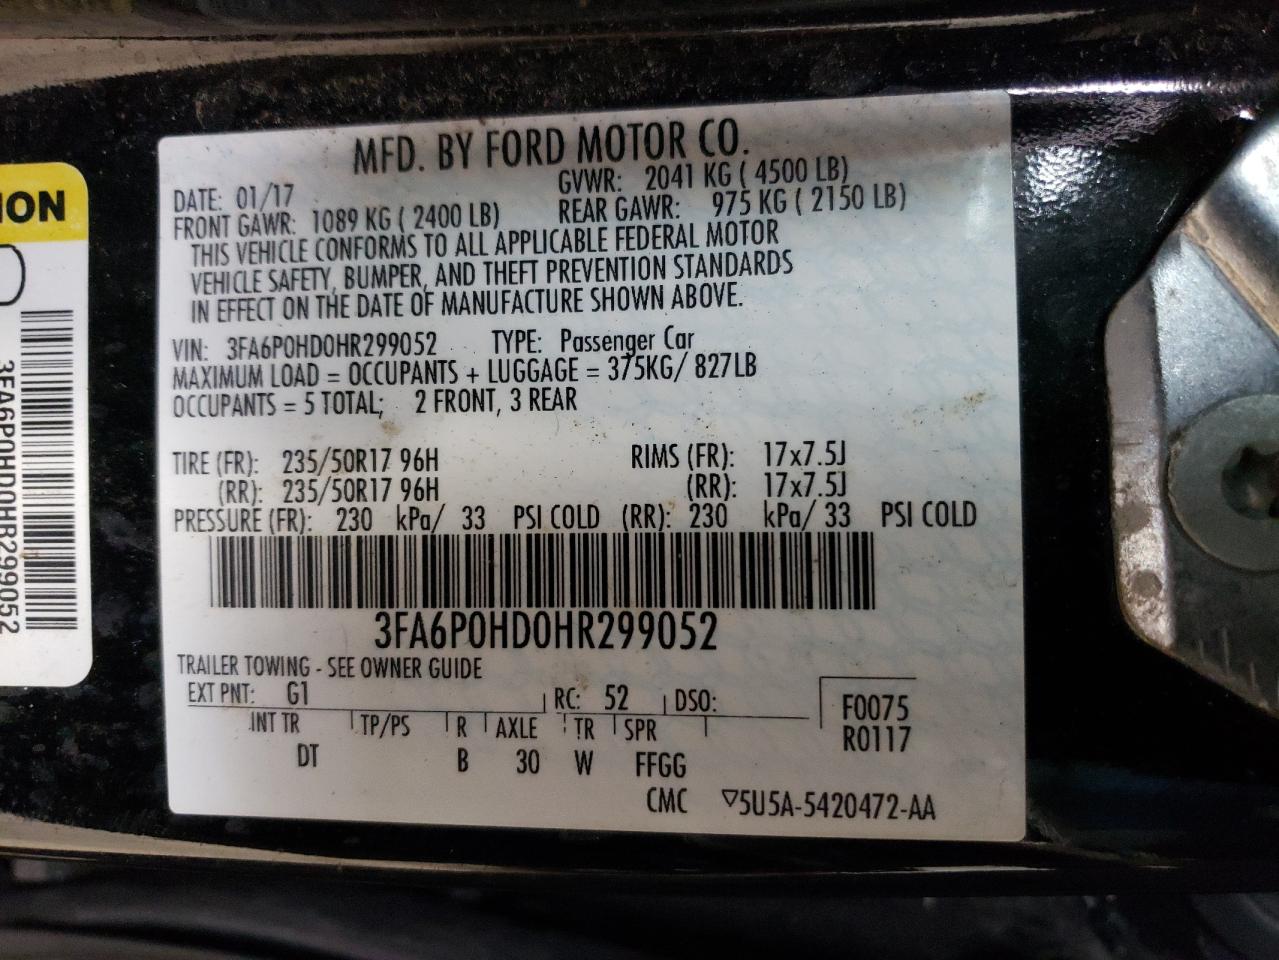 MFD. BY FORD MOTOR CO.
DATE: 01/17 GVWR: 2041 KG ( 4500 LB)
FRONT GAWR: 1089 KG ( 2400 LB) REAR GAWR: 975 KG ( 2150 LB)
THIS VEHICLE CONFORMS TO ALL APPLICABLE FEDERAL MOTOR
VEHICLE SAFETY, BUMPER, AND THEFT PREVENTION STANDARDS
IN EFFECT ON THE DATE OF MANUFACTURE SHOWN ABOVE.
VIN: 3FA6P0HD0HR299052 TYPE: Passenger Car
MAXIMUM LOAD = OCCUPANTS + LUGGAGE = 375KG/ 827LB
OCCUPANTS = 5 TOTAL; 2 FRONT, 3 REAR
TIRE (FR): 235/50R17 96H RIMS (FR): 17x7.5J
(RR): 235/50R17 96H (RR): 17x7.5J
PRESSURE (FR): 230 kPa/ 33 PSI COLD (RR): 230 kPa/ 33 PSI COLD
3FA6P0HD0HR299052
TRAILER TOWING - SEE OWNER GUIDE
EXT PNT: G1 RC: 52 DSO: F0075
INT TR TP/PS R AXLE TR SPR R0117
DT B 30 W FFGG
CMC ▽5U5A-5420472-AA
ION
3FA6P0HD0HR299052